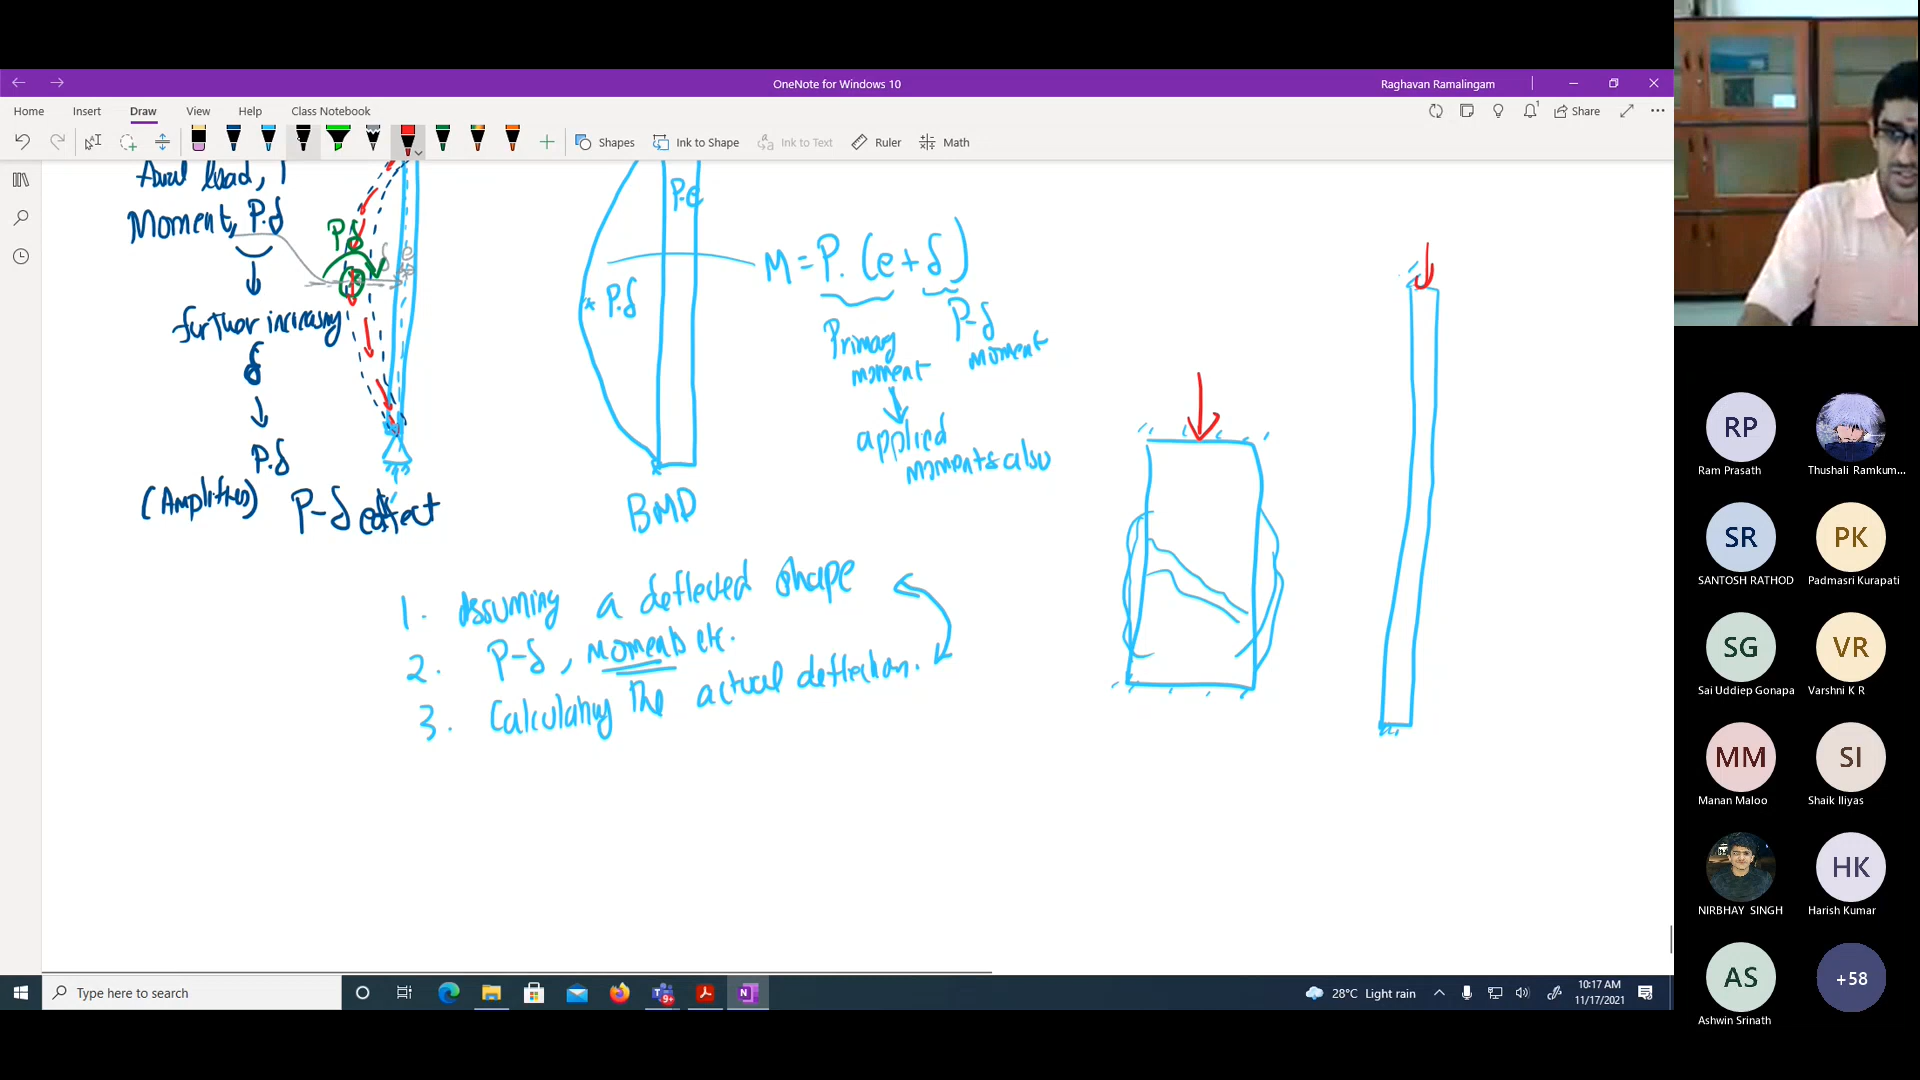 OneNote for Windows 10
Raghavan Ramalingam
Home Insert Draw View Help Class Notebook
Share
Shapes Ink to Shape Ink to Text Ruler Math
Axial load, P
Moment, P.δ
further increasing
δ
P.δ
(Amplifies)
P-δ effect
P.δ
δ
e
P.e
P.δ
BMD
M = P. (e + δ)
Primary
moment
P-δ
moment
applied
moments also
1. Assuming a deflected shape
2. P-δ, moments etc.
3. Calculating the actual deflection.
RP
Ram Prasath
Thushali Ramkum...
SR
SANTOSH RATHOD
PK
Padmasri Kurapati
SG
Sai Uddiep Gonapa
VR
Varshni K R
MM
Manan Maloo
SI
Shaik Iliyas
NIRBHAY SINGH
HK
Harish Kumar
AS
Ashwin Srinath
+58
Type here to search
9+
28°C Light rain
10:17 AM
11/17/2021